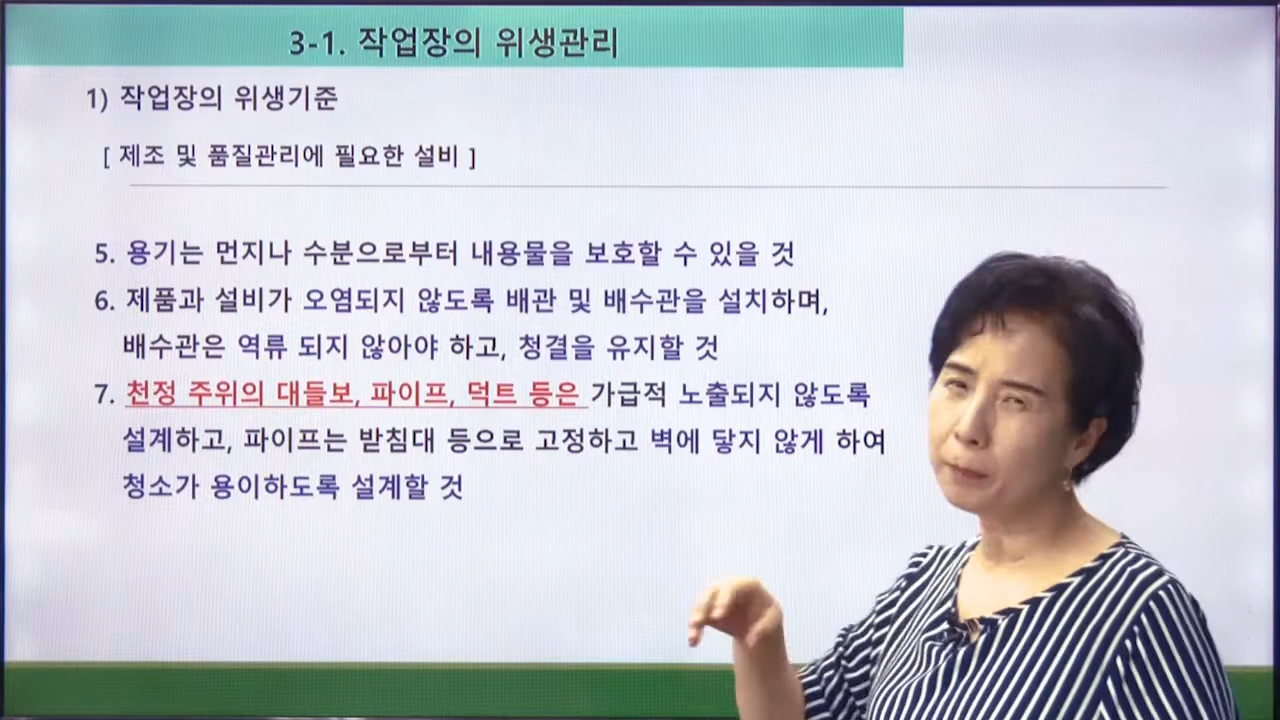 3-1. 작업장의 위생관리
1) 작업장의 위생기준
[ 제조 및 품질관리에 필요한 설비 ]
5. 용기는 먼지나 수분으로부터 내용물을 보호할 수 있을 것
6. 제품과 설비가 오염되지 않도록 배관 및 배수관을 설치하며,
배수관은 역류 되지 않아야 하고, 청결을 유지할 것
7. 천정 주위의 대들보, 파이프, 덕트 등은 가급적 노출되지 않도록
설계하고, 파이프는 받침대 등으로 고정하고 벽에 닿지 않게 하여
청소가 용이하도록 설계할 것